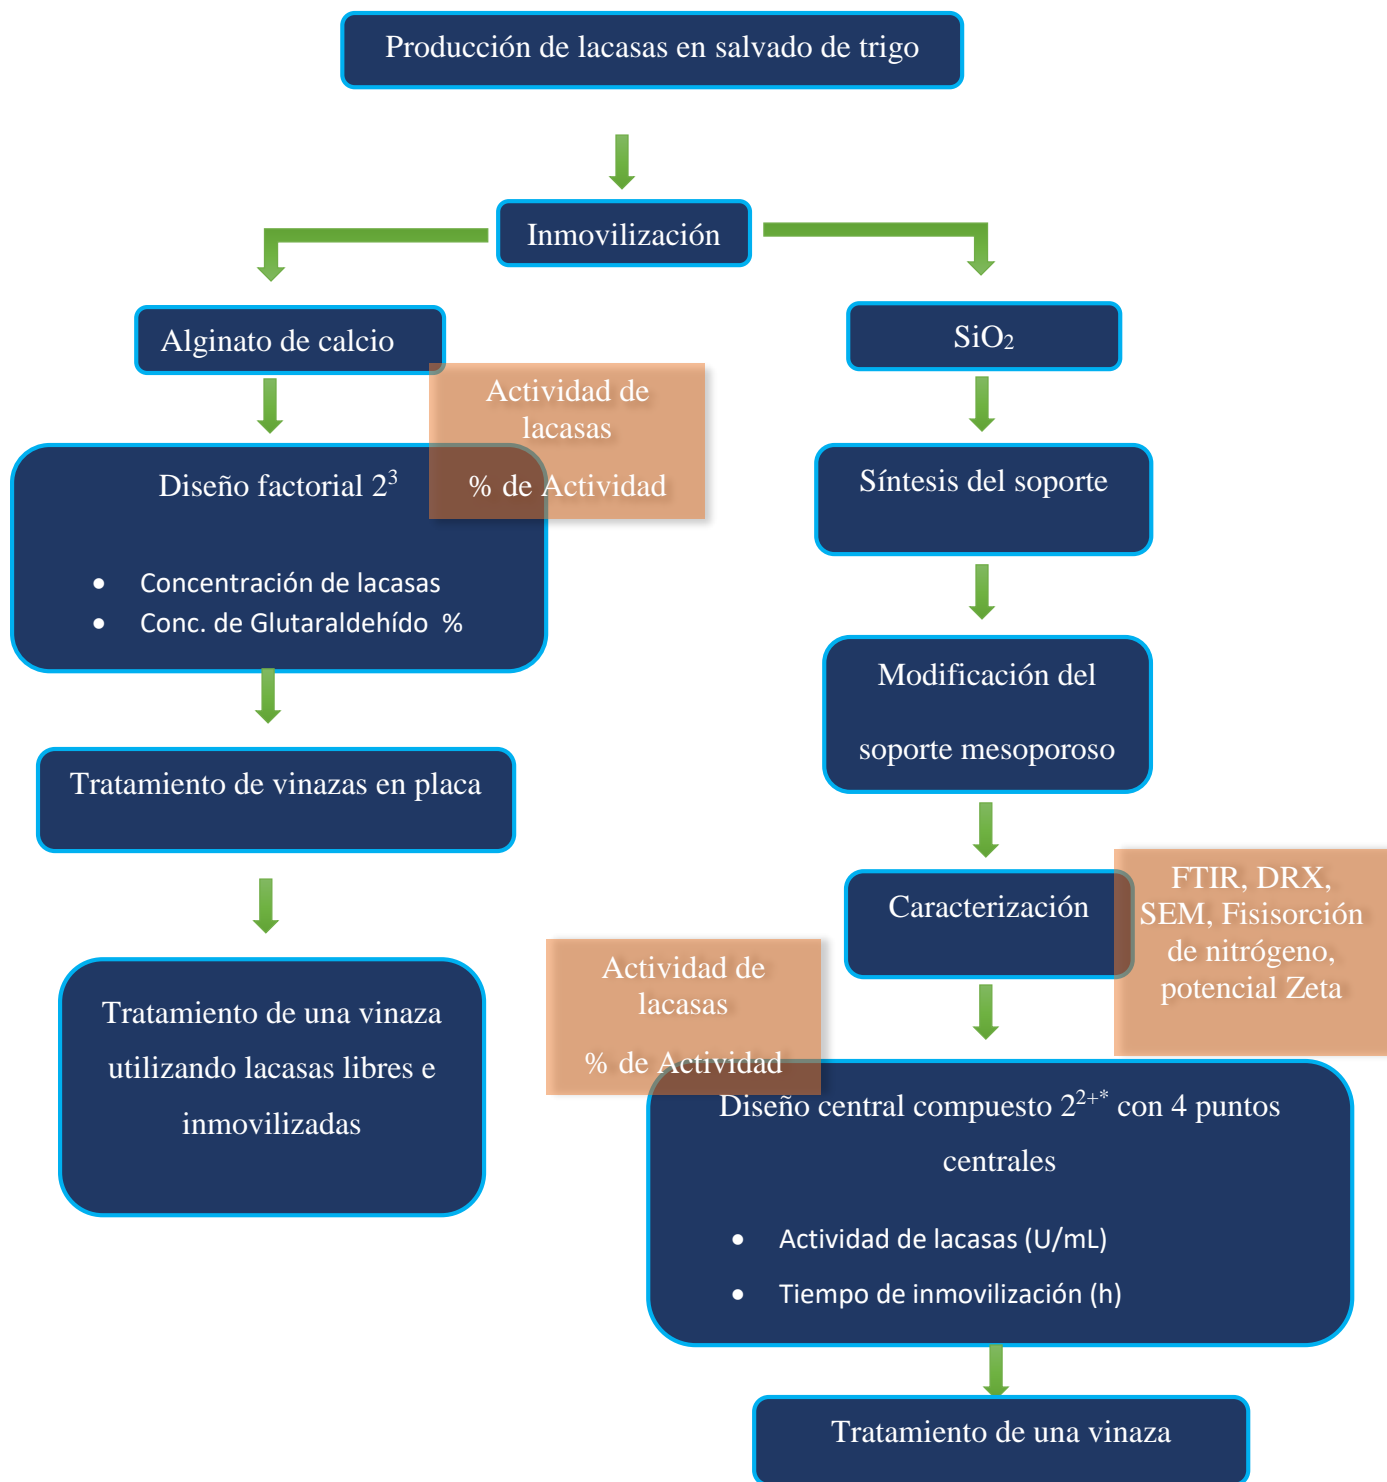 Producción de lacasas en salvado de trigo
Inmovilización
Alginato de calcio
Actividad de
lacasas
% de Actividad
Diseño factorial 2³
• Concentración de lacasas
• Conc. de Glutaraldehído %
Tratamiento de vinazas en placa
Tratamiento de una vinaza
utilizando lacasas libres e
inmovilizadas
SiO₂
Síntesis del soporte
Modificación del
soporte mesoporoso
Caracterización
FTIR, DRX,
SEM, Fisisorción
de nitrógeno,
potencial Zeta
Actividad de
lacasas
% de Actividad
Diseño central compuesto 2²⁺* con 4 puntos
centrales
• Actividad de lacasas (U/mL)
• Tiempo de inmovilización (h)
Tratamiento de una vinaza